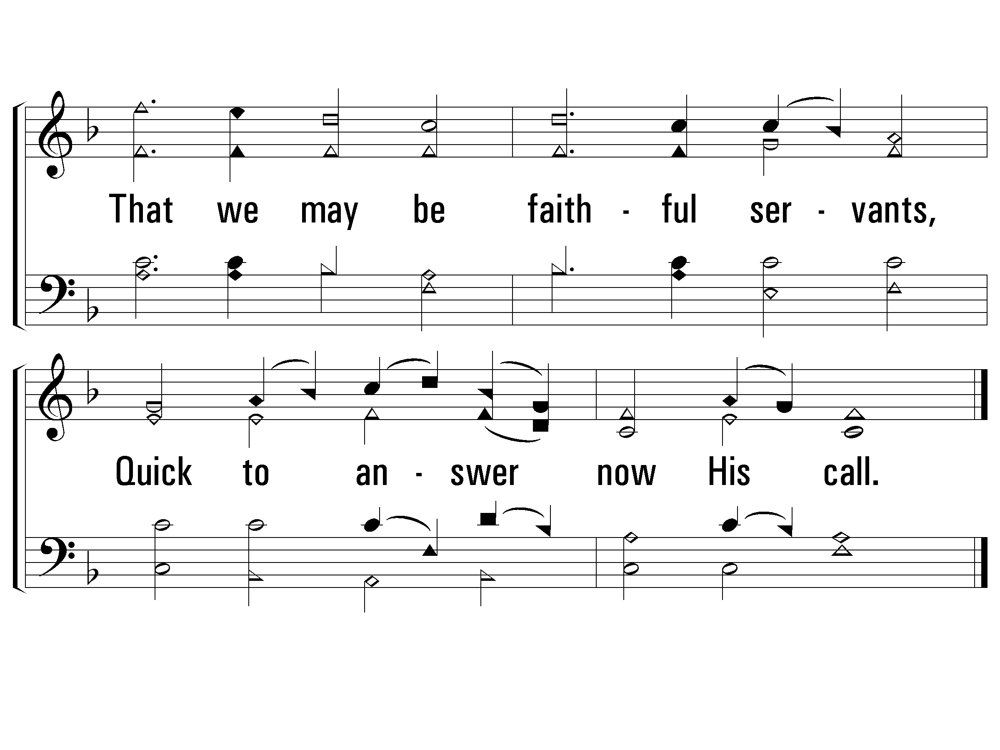 That we may be faith - ful ser - vants,
Quick to an - swer now His call.